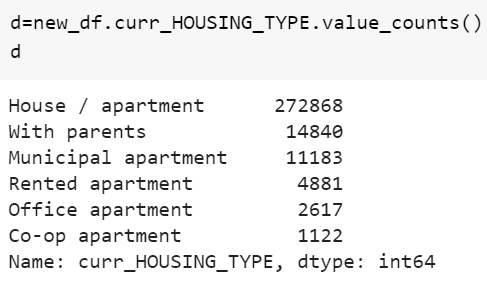 d=new_df.curr_HOUSING_TYPE.value_counts()
d
House / apartment 272868
With parents 14840
Municipal apartment 11183
Rented apartment 4881
Office apartment 2617
Co-op apartment 1122
Name: curr_HOUSING_TYPE, dtype: int64